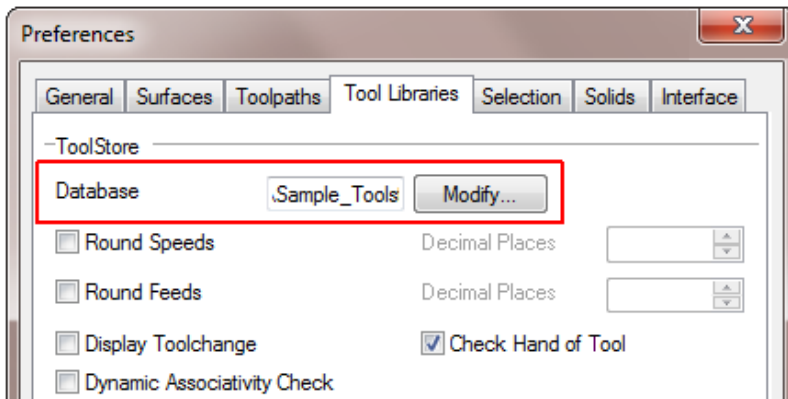 Preferences
General Surfaces Toolpaths Tool Libraries Selection Solids Interface
ToolStore
Database .Sample_Tools Modify...
Round Speeds Decimal Places
Round Feeds Decimal Places
Display Toolchange Check Hand of Tool
Dynamic Associativity Check